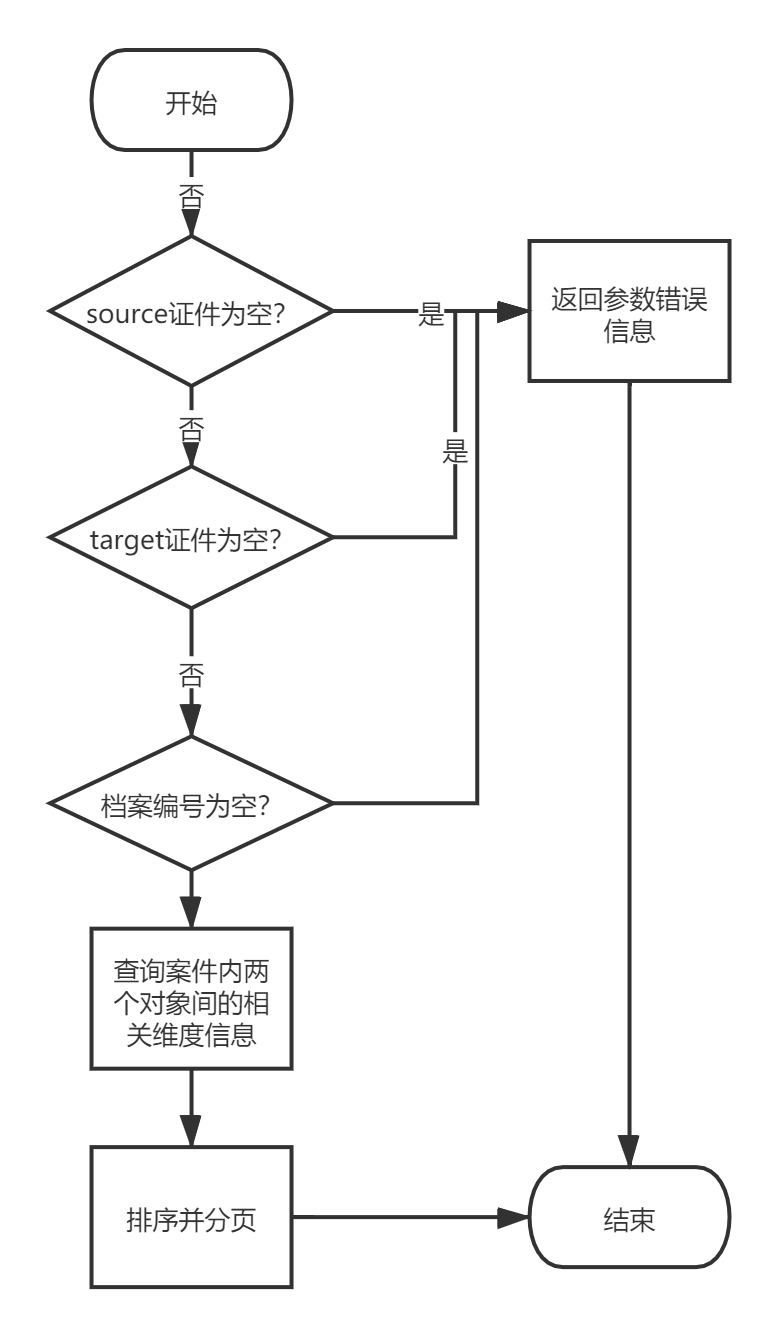 开始
否
source证件为空?
是
返回参数错误
信息
否
是
target证件为空?
否
档案编号为空?
查询案件内两
个对象间的相
关维度信息
排序并分页
结束